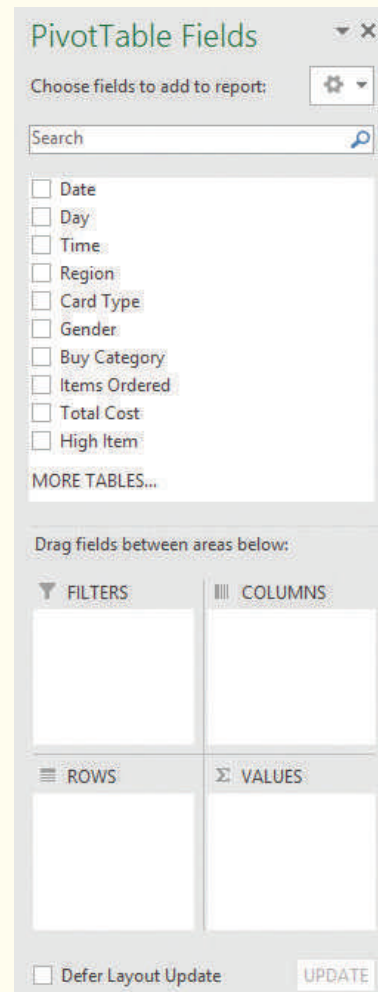 PivotTable Fields
Choose fields to add to report:
Search
Date
Day
Time
Region
Card Type
Gender
Buy Category
Items Ordered
Total Cost
High Item
MORE TABLES...
Drag fields between areas below:
FILTERS
COLUMNS
ROWS
Σ VALUES
Defer Layout Update
UPDATE